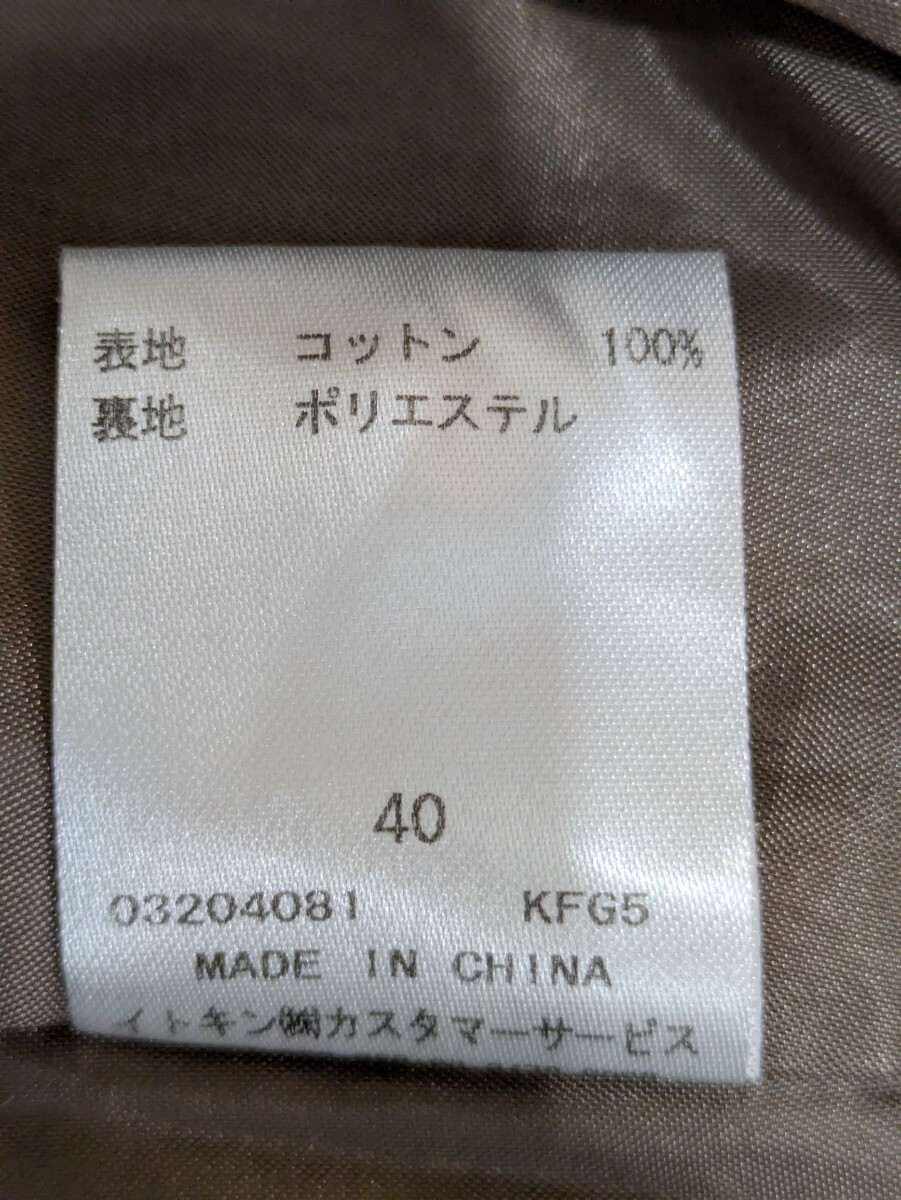 表地 コットン 100%
裏地 ポリエステル
40
03204081 KFG5
MADE IN CHINA
イトキン㈱カスタマーサービス